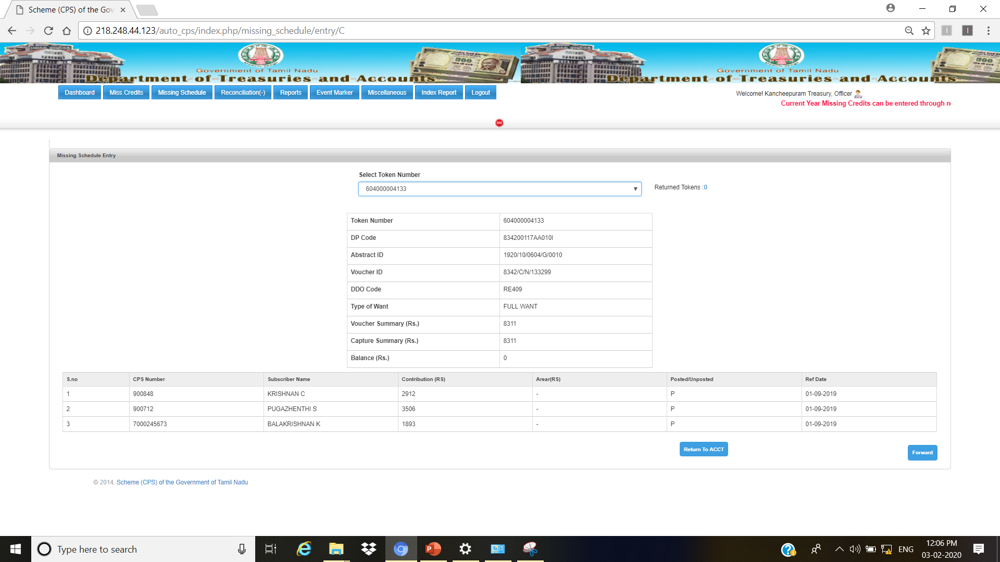 Scheme (CPS) of the Gov
218.248.44.123/auto_cps/index.php/missing_schedule/entry/C
Government of Tamil Nadu
Department of Treasuries and Accounts
Government of Tamil Nadu
Department of Treasuries and Accounts
Dashboard Miss.Credits Missing Schedule Reconciliation(-) Reports Event Marker Miscellaneous Index Report Logout
Welcome! Kancheepuram Treasury, Officer
Current Year Missing Credits can be entered through n
Missing Schedule Entry
Select Token Number
604000004133
Returned Tokens :0
Token Number 604000004133
DP Code 834200117AA010I
Abstract ID 1920/10/0604/G/0010
Voucher ID 8342/C/N/133299
DDO Code RE409
Type of Want FULL WANT
Voucher Summary (Rs.) 8311
Capture Summary (Rs.) 8311
Balance (Rs.) 0
S.no CPS Number Subscriber Name Contribution (RS) Arear(RS) Posted/Unposted Ref Date
1 900848 KRISHNAN C 2912 - P 01-09-2019
2 900712 PUGAZHENTHI S 3506 - P 01-09-2019
3 7000245673 BALAKRISHNAN K 1893 - P 01-09-2019
Return To ACCT
Forward
© 2014. Scheme (CPS) of the Government of Tamil Nadu
Type here to search
ENG
12:06 PM
03-02-2020